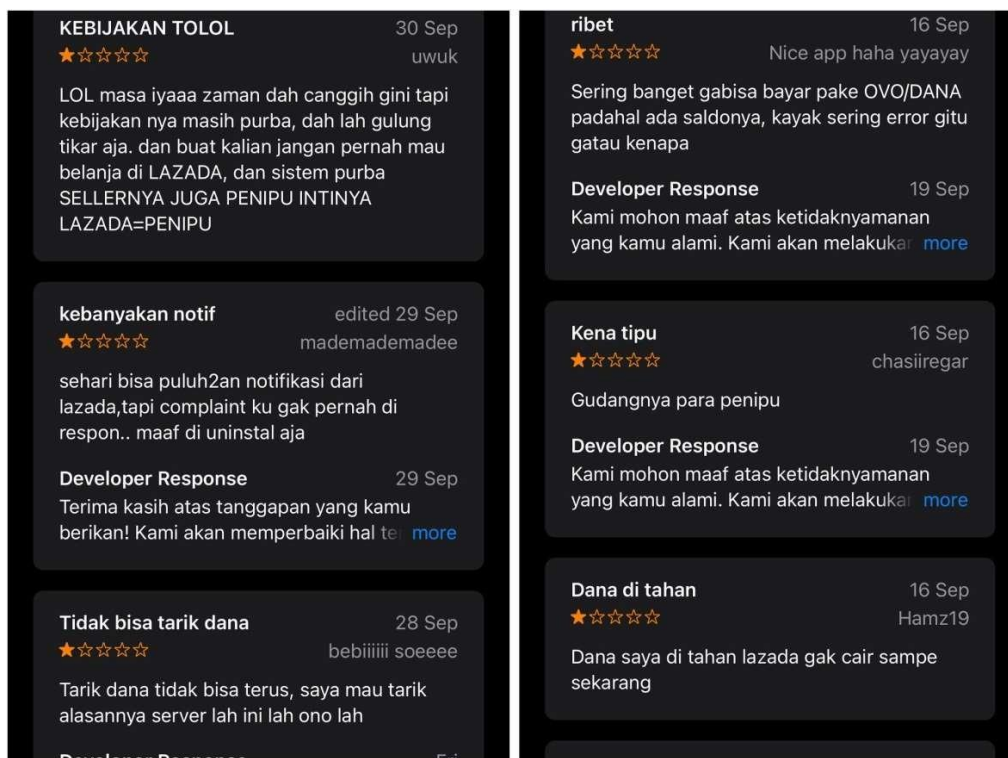 KEBIJAKAN TOLOL 30 Sep
uwuk
LOL masa iyaaa zaman dah canggih gini tapi
kebijakan nya masih purba, dah lah gulung
tikar aja. dan buat kalian jangan pernah mau
belanja di LAZADA, dan sistem purba
SELLERNYA JUGA PENIPU INTINYA
LAZADA=PENIPU
kebanyakan notif edited 29 Sep
mademademadee
sehari bisa puluh2an notifikasi dari
lazada,tapi complaint ku gak pernah di
respon.. maaf di uninstal aja
Developer Response 29 Sep
Terima kasih atas tanggapan yang kamu
berikan! Kami akan memperbaiki hal more
Tidak bisa tarik dana 28 Sep
bebiiiiii soeeee
Tarik dana tidak bisa terus, saya mau tarik
alasannya server lah ini lah ono lah
ribet 16 Sep
Nice app haha yayayay
Sering banget gabisa bayar pake OVO/DANA
padahal ada saldonya, kayak sering error gitu
gatau kenapa
Developer Response 19 Sep
Kami mohon maaf atas ketidaknyamanan
yang kamu alami. Kami akan more
Kena tipu 16 Sep
chasiiregar
Gudangnya para penipu
Developer Response 19 Sep
Kami mohon maaf atas ketidaknyamanan
yang kamu alami. Kami akan more
Dana di tahan 16 Sep
Hamz19
Dana saya di tahan lazada gak cair sampe
sekarang